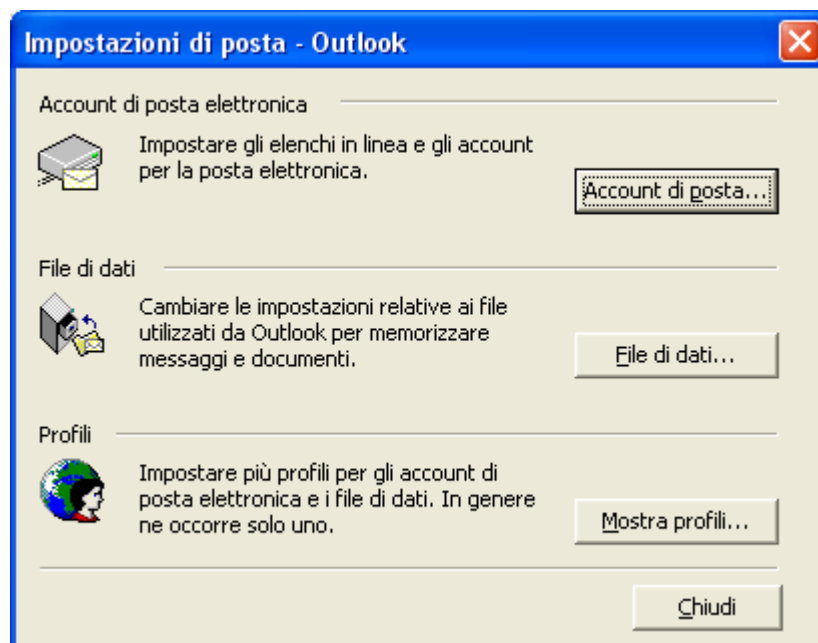 Impostazioni di posta - Outlook
Account di posta elettronica
Impostare gli elenchi in linea e gli account
per la posta elettronica.
Account di posta...
File di dati
Cambiare le impostazioni relative ai file
utilizzati da Outlook per memorizzare
messaggi e documenti.
File di dati...
Profili
Impostare più profili per gli account di
posta elettronica e i file di dati. In genere
ne occorre solo uno.
Mostra profili...
Chiudi